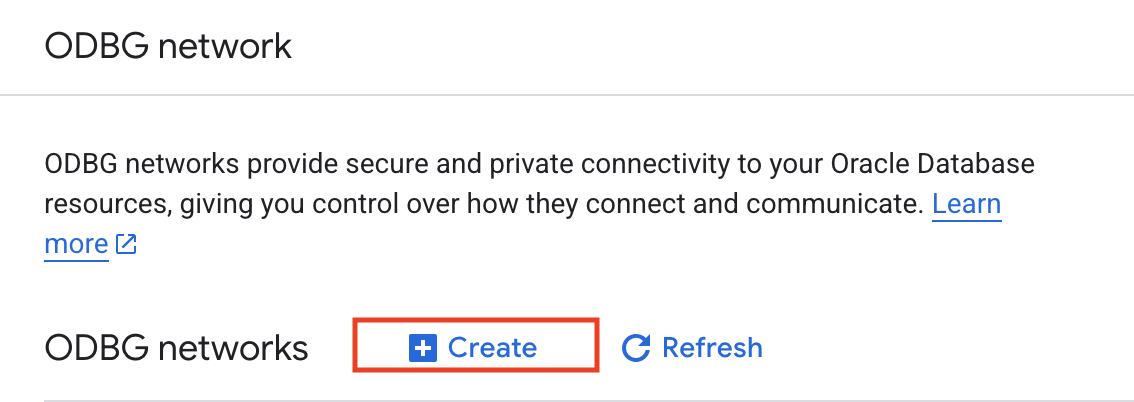 ODBG network
ODBG networks provide secure and private connectivity to your Oracle Database
resources, giving you control over how they connect and communicate. Learn
more
ODBG networks Create Refresh